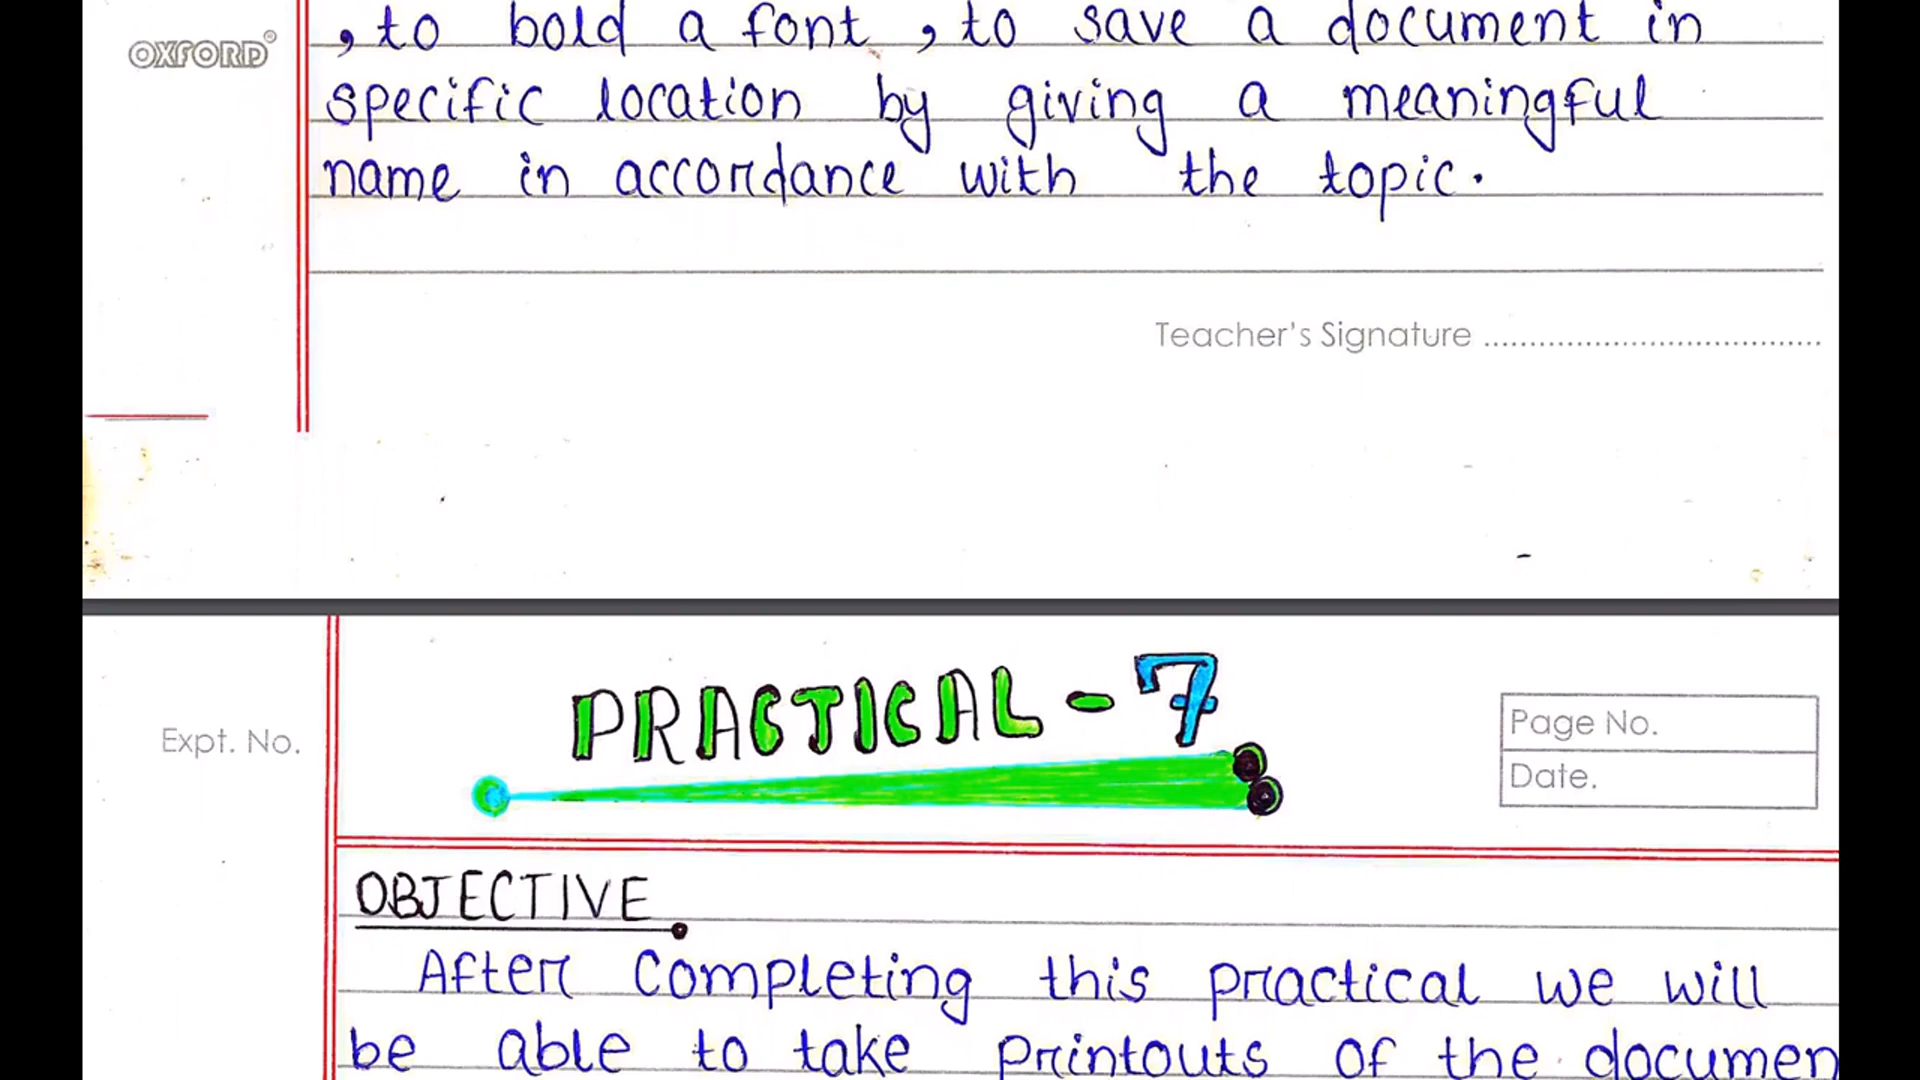 OXFORD®
, to bold a font , to save a document in
specific location by giving a meaningful
name in accordance with the topic.
Teacher's Signature ......................................
PRACTICAL - 7
Expt. No.
Page No.
Date.
OBJECTIVE
After Completing this practical we will
be able to take printouts of the documen